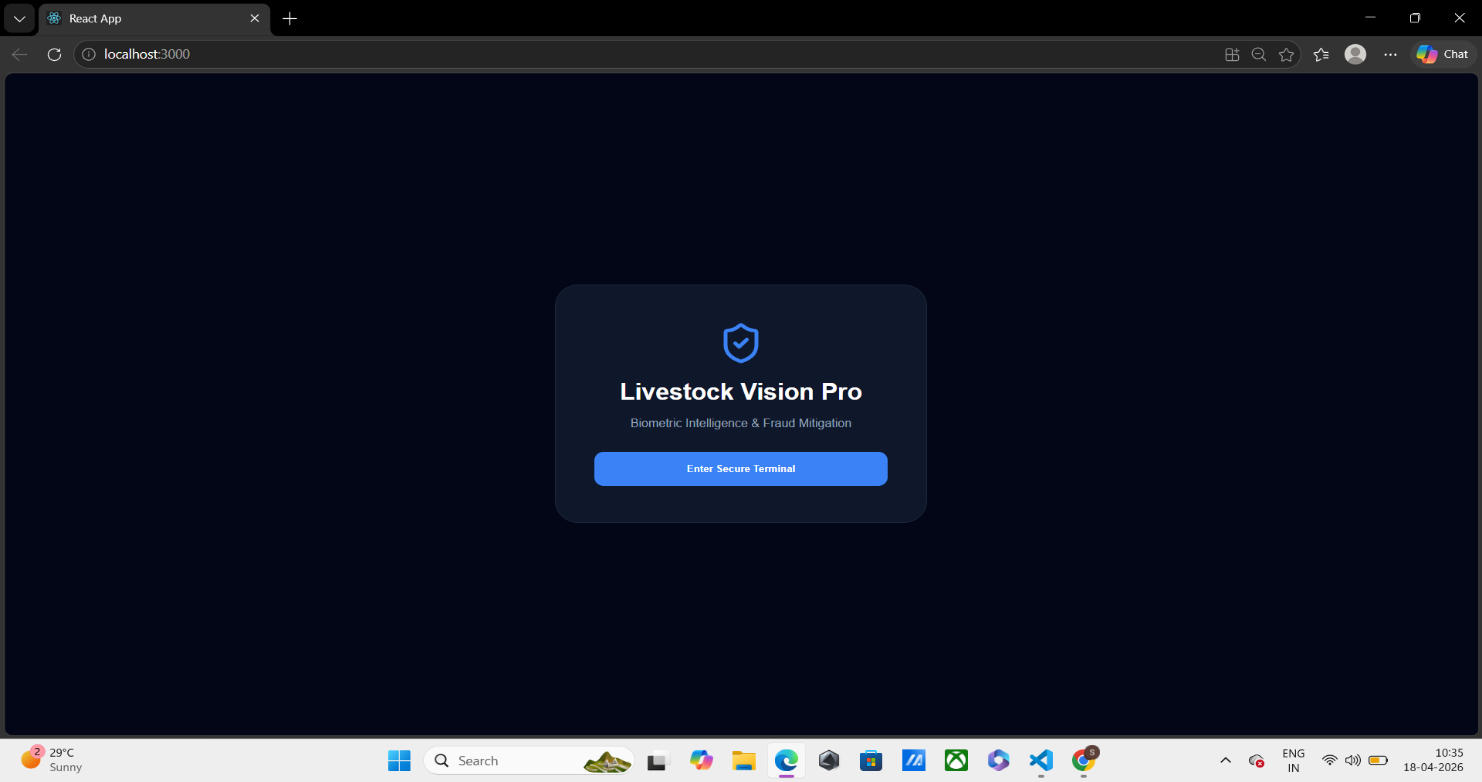 React App
localhost:3000
Chat
Livestock Vision Pro
Biometric Intelligence & Fraud Mitigation
Enter Secure Terminal
2
29°C
Sunny
Search
S
ENG
IN
10:35
18-04-2026